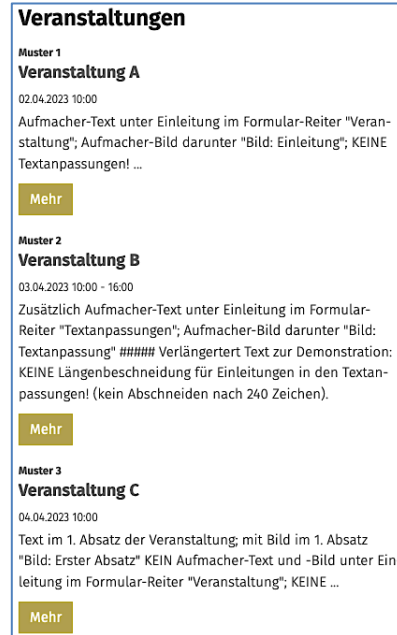 Veranstaltungen
Muster 1
Veranstaltung A
02.04.2023 10:00
Aufmacher-Text unter Einleitung im Formular-Reiter "Veran-
staltung"; Aufmacher-Bild darunter "Bild: Einleitung"; KEINE
Textanpassungen! ...
Mehr
Muster 2
Veranstaltung B
03.04.2023 10:00 - 16:00
Zusätzlich Aufmacher-Text unter Einleitung im Formular-
Reiter "Textanpassungen"; Aufmacher-Bild darunter "Bild:
Textanpassung" ##### Verlängertert Text zur Demonstration:
KEINE Längenbeschneidung für Einleitungen in den Textan-
passungen! (kein Abschneiden nach 240 Zeichen).
Mehr
Muster 3
Veranstaltung C
04.04.2023 10:00
Text im 1. Absatz der Veranstaltung; mit Bild im 1. Absatz
"Bild: Erster Absatz" KEIN Aufmacher-Text und -Bild unter Ein
leitung im Formular-Reiter "Veranstaltung"; KEINE ...
Mehr